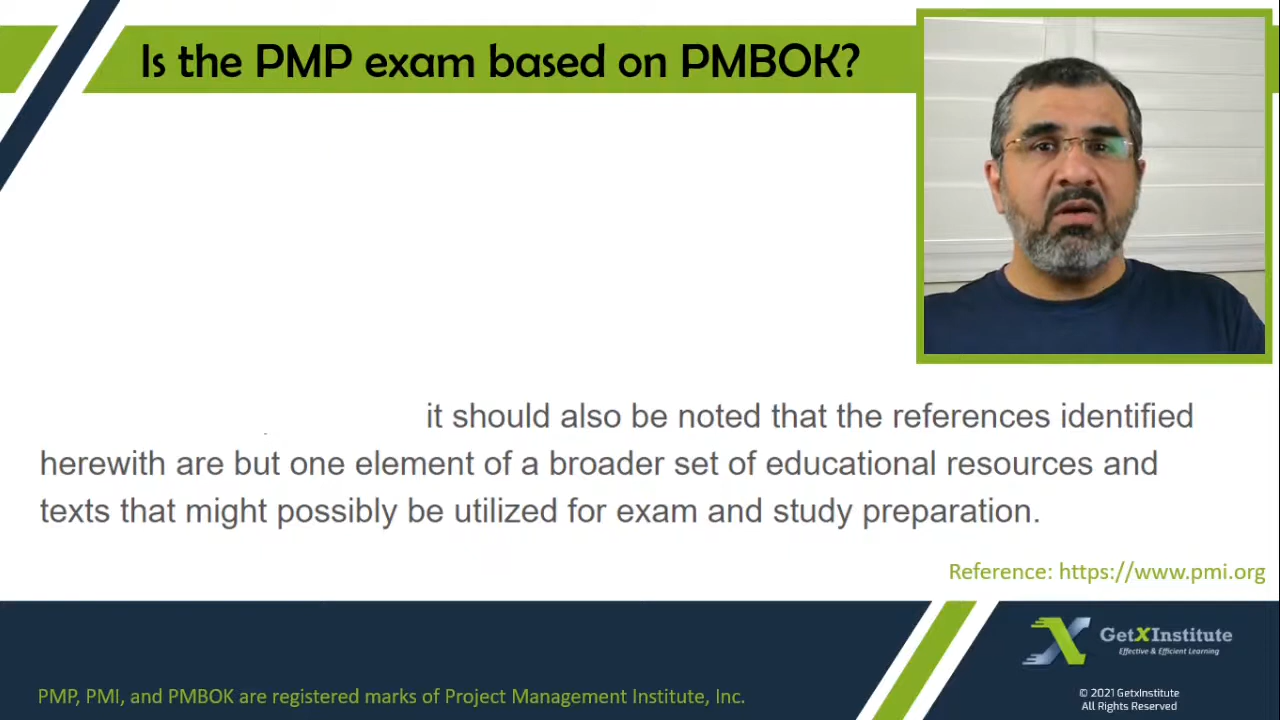 Is the PMP exam based on PMBOK?
it should also be noted that the references identified
herewith are but one element of a broader set of educational resources and
texts that might possibly be utilized for exam and study preparation.
Reference: https://www.pmi.org
GetXInstitute
Effective & Efficient Learning
PMP, PMI, and PMBOK are registered marks of Project Management Institute, Inc.
© 2021 GetxInstitute
All Rights Reserved